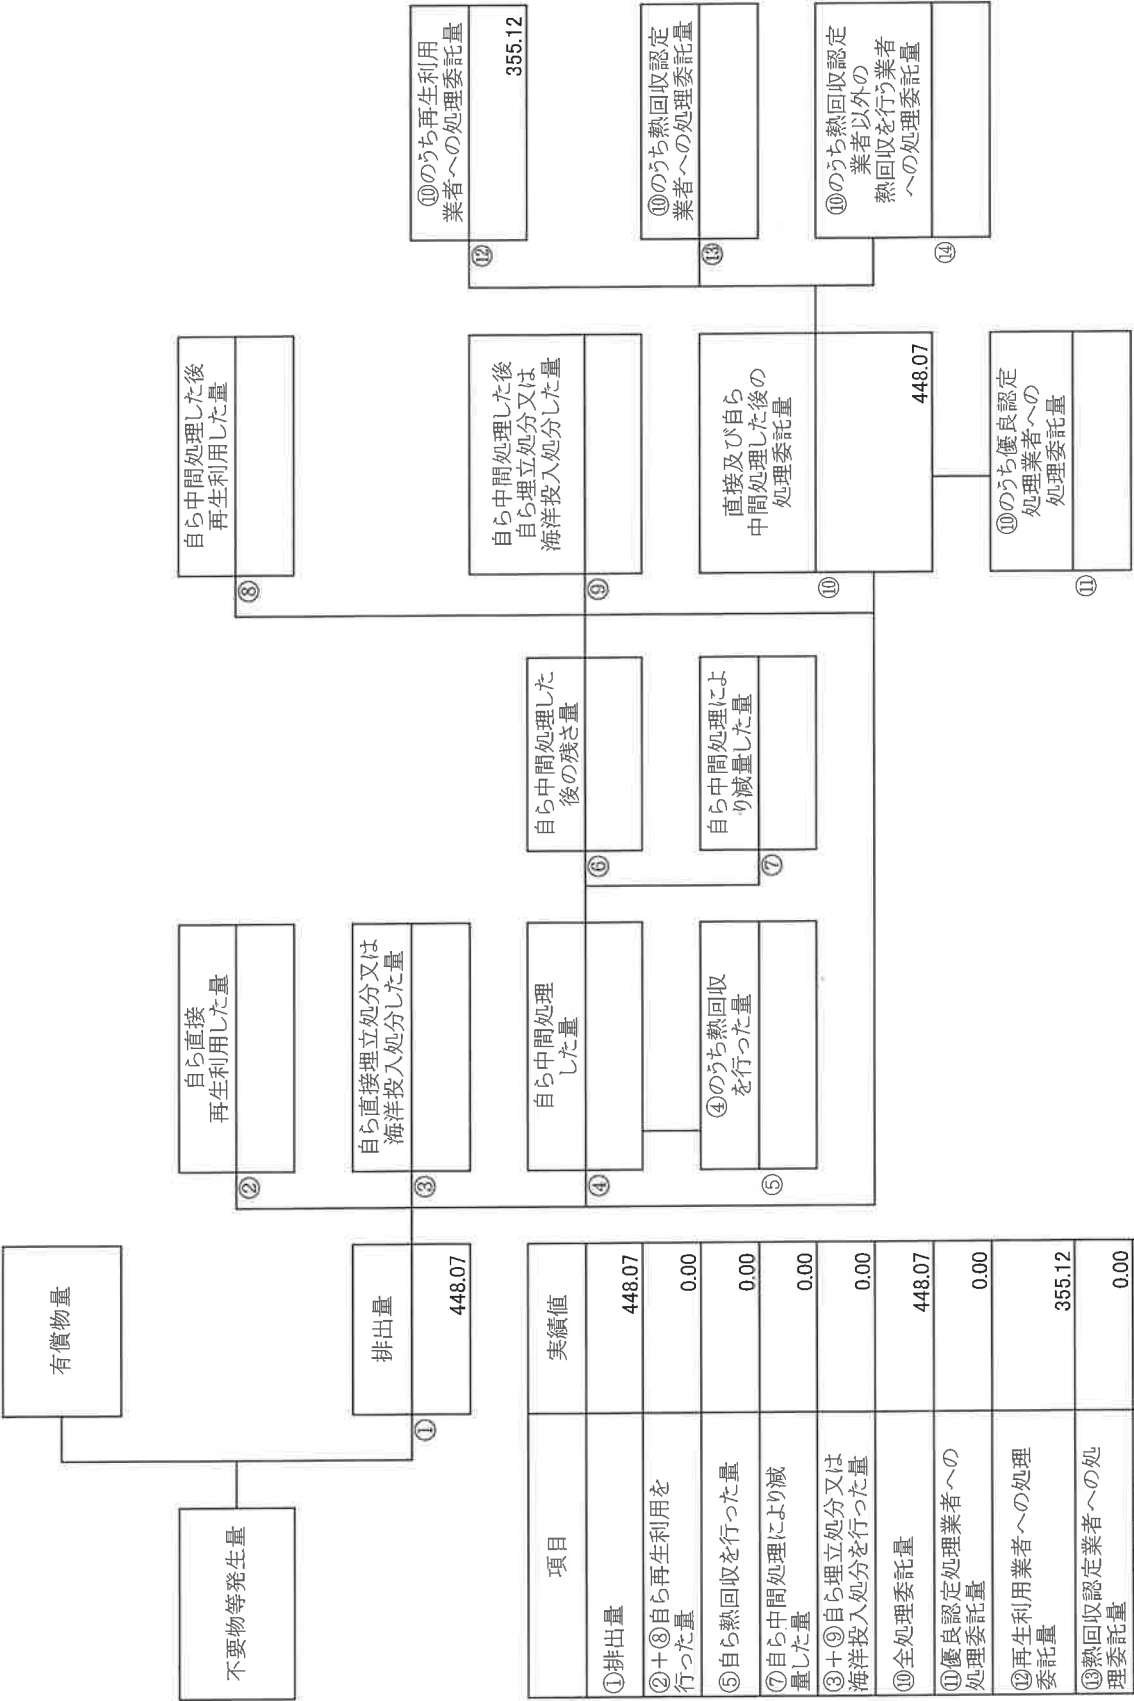 有償物量
不要物等発生量
排出量
①
448.07
自ら直接
再生利用した量
②
自ら直接埋立処分又は
海洋投入処分した量
③
自ら中間処理
した量
④
④のうち熱回収
を行った量
⑤
自ら中間処理した
後の残さ量
⑥
自ら中間処理によ
り減量した量
⑦
自ら中間処理した後
再生利用した量
⑧
自ら中間処理した後
自ら埋立処分又は
海洋投入処分した量
⑨
直接及び自ら
中間処理した後の
処理委託量
⑩
448.07
⑩のうち優良認定
処理業者への
処理委託量
⑪
⑩のうち再生利用
業者への処理委託量
⑫
355.12
⑩のうち熱回収認定
業者への処理委託量
⑬
⑩のうち熱回収認定
業者以外の
熱回収を行う業者
への処理委託量
⑭
項目
実績値
①排出量
448.07
②+⑧自ら再生利用を
行った量
0.00
⑤自ら熱回収を行った量
0.00
⑦自ら中間処理により減
量した量
0.00
③+⑨自ら埋立処分又は
海洋投入処分を行った量
0.00
⑩全処理委託量
448.07
⑪優良認定処理業者への
処理委託量
0.00
⑫再生利用業者への処理
委託量
355.12
⑬熱回収認定業者への処
理委託量
0.00